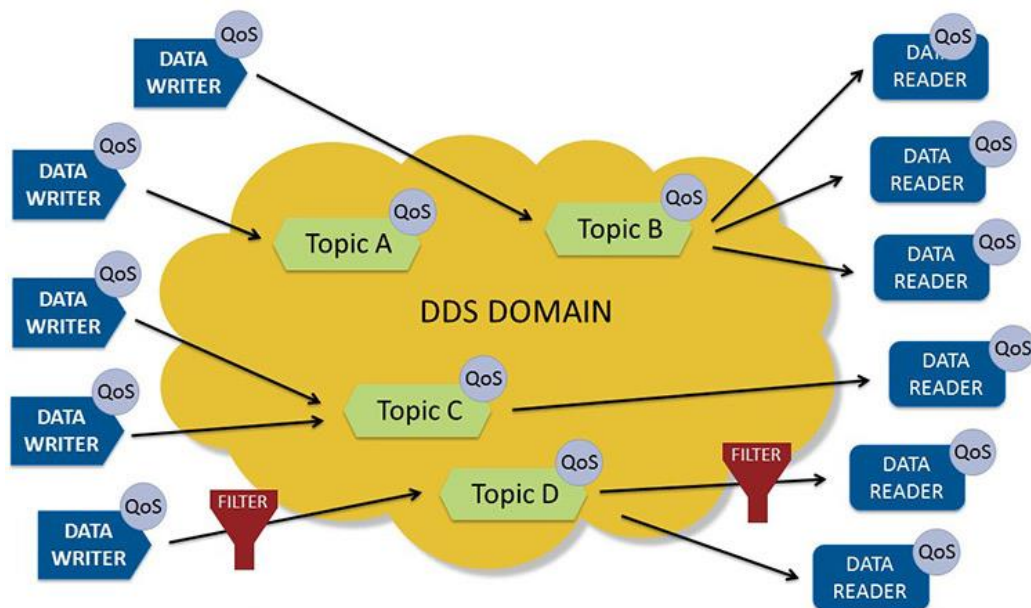 QoS
DATA
WRITER
QoS
DATA
READER
QoS
DATA
WRITER
QoS
DATA
READER
QoS
Topic A
QoS
Topic B
QoS
DATA
READER
QoS
DATA
WRITER
DDS DOMAIN
QoS
DATA
READER
QoS
DATA
WRITER
QoS
Topic C
FILTER
QoS
DATA
READER
QoS
Topic D
QoS
DATA
WRITER
FILTER
QoS
DATA
READER